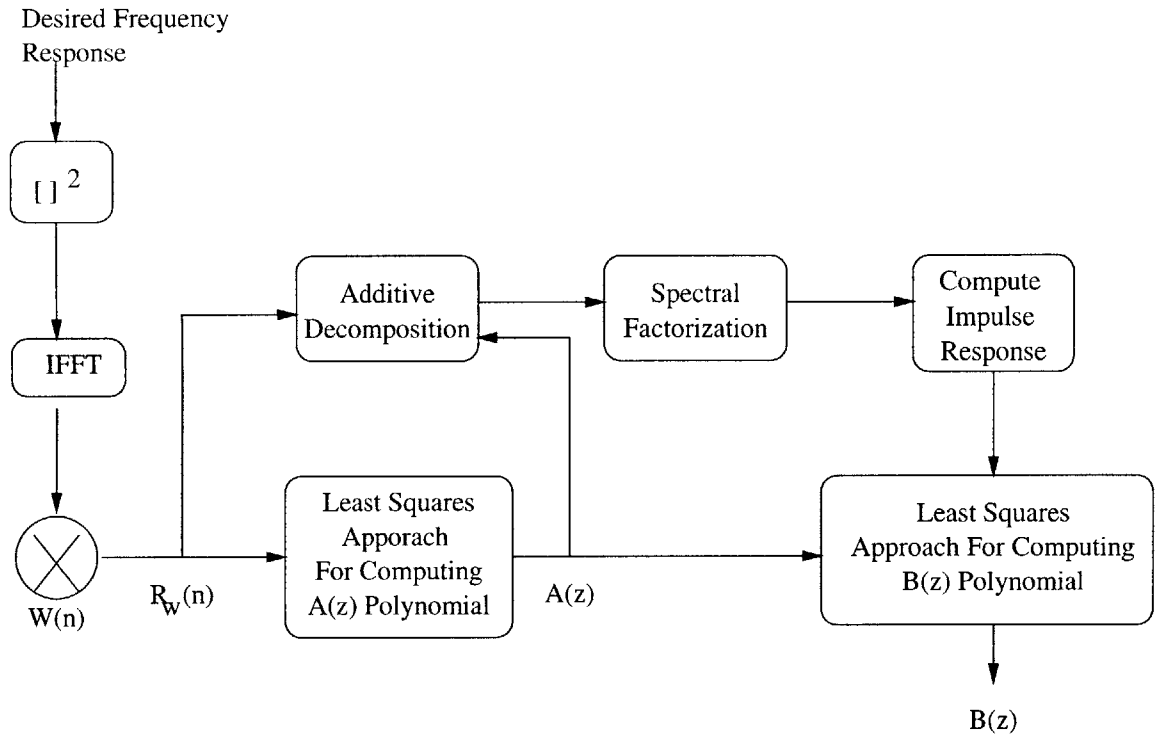 Desired Frequency
Response
[ ] 2
IFFT
W(n)
RW(n)
Additive
Decomposition
Spectral
Factorization
Compute
Impulse
Response
Least Squares
Apporach
For Computing
A(z) Polynomial
A(z)
Least Squares
Approach For Computing
B(z) Polynomial
B(z)